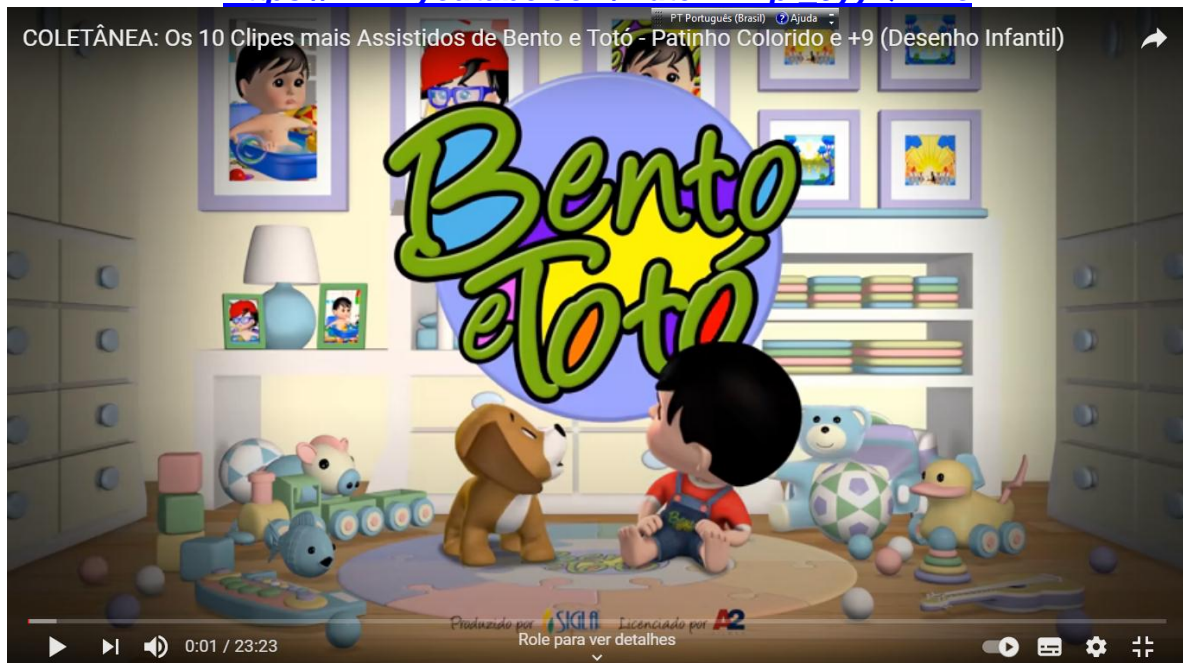 PT Português (Brasil) Ajuda
COLETÂNEA: Os 10 Clipes mais Assistidos de Bento e Totó - Patinho Colorido e +9 (Desenho Infantil)
Bento
e Totó
Bento
Produzido por SIGLA Licenciado por A2
0:01 / 23:23
Role para ver detalhes